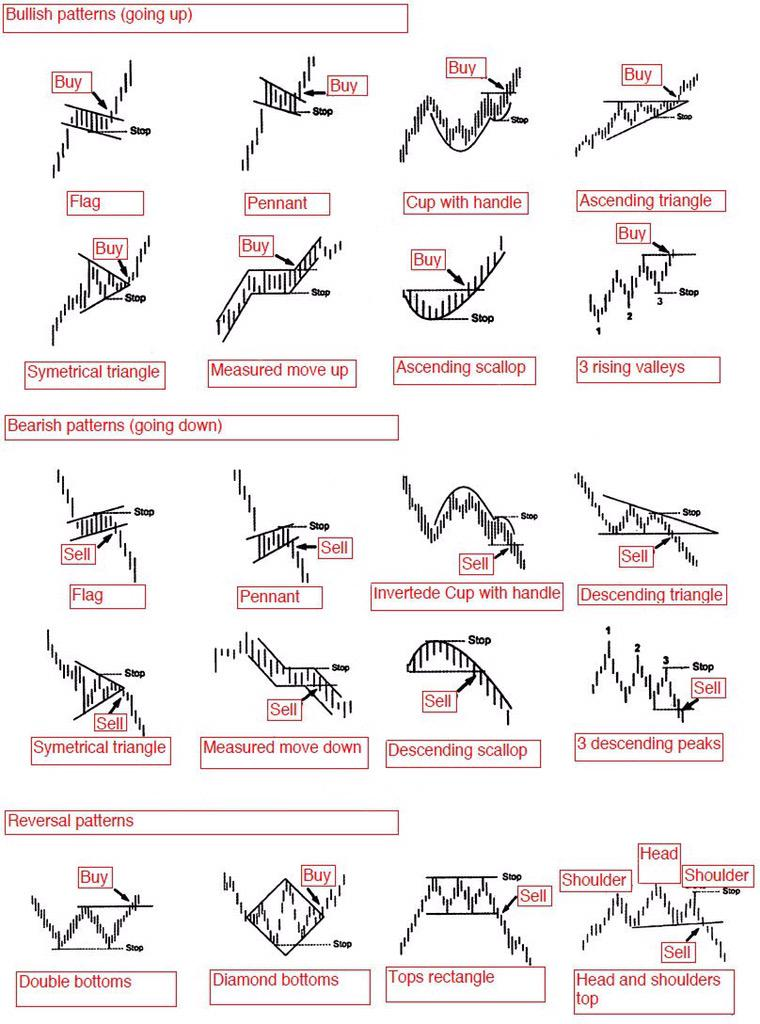 Bullish patterns (going up)
Buy
Stop
Flag
Buy
Stop
Pennant
Buy
Stop
Cup with handle
Buy
Stop
Ascending triangle
Buy
Stop
Symetrical triangle
Buy
Stop
Measured move up
Buy
Stop
Ascending scallop
Buy
Stop
1
2
3
3 rising valleys
Bearish patterns (going down)
Stop
Sell
Flag
Stop
Sell
Pennant
Stop
Sell
Invertede Cup with handle
Stop
Sell
Descending triangle
Stop
Sell
Symetrical triangle
Stop
Sell
Measured move down
Stop
Sell
Descending scallop
1
2
3
Stop
Sell
3 descending peaks
Reversal patterns
Buy
Stop
Double bottoms
Buy
Stop
Diamond bottoms
Stop
Sell
Tops rectangle
Head
Shoulder
Shoulder
Stop
Sell
Head and shoulders
top